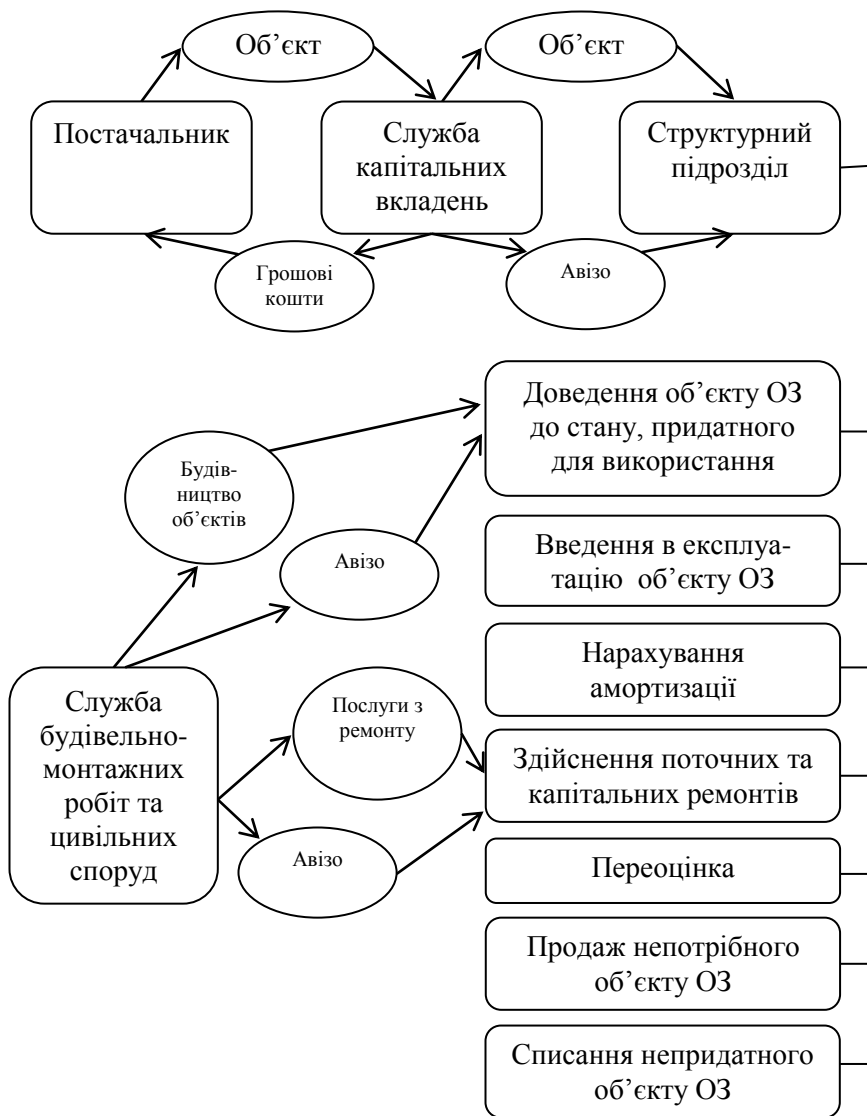 Об’єкт
Об’єкт
Постачальник
Служба
капітальних
вкладень
Структурний
підрозділ
Грошові
кошти
Авізо
Доведення об’єкту ОЗ
до стану, придатного
для використання
Будів-
ництво
об’єктів
Авізо
Введення в експлуа-
тацію об’єкту ОЗ
Нарахування
амортизації
Служба
будівельно-
монтажних
робіт та
цивільних
споруд
Послуги з
ремонту
Здійснення поточних та
капітальних ремонтів
Авізо
Переоцінка
Продаж непотрібного
об’єкту ОЗ
Списання непридатного
об’єкту ОЗ